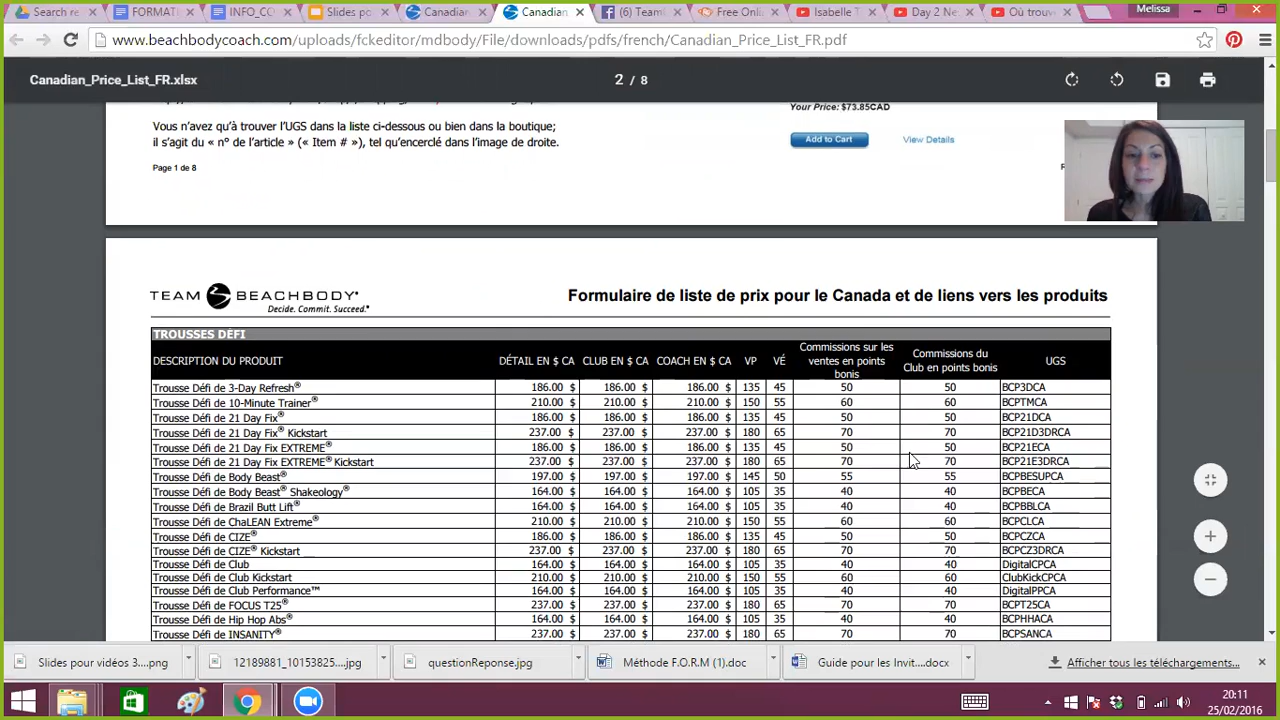 Search re
FORMATI
INFO_CO
Slides po
Canadian
Canadian
(6) Team
Free Onli
Isabelle T
Day 2 Ne
Où trouv
Melissa
www.beachbodycoach.com/uploads/fckeditor/mdbody/File/downloads/pdfs/french/Canadian_Price_List_FR.pdf
Canadian_Price_List_FR.xlsx 2 / 8
Your Price: $73.85CAD
Vous n'avez qu'à trouver l'UGS dans la liste ci-dessous ou bien dans la boutique;
il s'agit du « nº de l'article » (« Item # »), tel qu'encerclé dans l'image de droite.
Add to Cart View Details
Page 1 de 8
TEAM BEACHBODY®
Decide. Commit. Succeed.®
Formulaire de liste de prix pour le Canada et de liens vers les produits
TROUSSES DÉFI
DESCRIPTION DU PRODUIT DÉTAIL EN $ CA CLUB EN $ CA COACH EN $ CA VP VÉ Commissions sur les ventes en points bonis Commissions du Club en points bonis UGS
Trousse Défi de 3-Day Refresh® 186.00 $ 186.00 $ 186.00 $ 135 45 50 50 BCP3DCA
Trousse Défi de 10-Minute Trainer® 210.00 $ 210.00 $ 210.00 $ 150 55 60 60 BCPTMCA
Trousse Défi de 21 Day Fix® 186.00 $ 186.00 $ 186.00 $ 135 45 50 70 BCP21DCA
Trousse Défi de 21 Day Fix® Kickstart 237.00 $ 237.00 $ 237.00 $ 180 65 70 70 BCP21D3DRCA
Trousse Défi de 21 Day Fix EXTREME® 186.00 $ 186.00 $ 186.00 $ 135 45 50 50 BCP21ECA
Trousse Défi de 21 Day Fix EXTREME® Kickstart 237.00 $ 237.00 $ 237.00 $ 180 65 70 70 BCP21E3DRCA
Trousse Défi de Body Beast® 197.00 $ 197.00 $ 197.00 $ 145 50 55 55 BCPBESUPCA
Trousse Défi de Body Beast® Shakeology® 164.00 $ 164.00 $ 164.00 $ 105 35 40 40 BCPBECA
Trousse Défi de Brazil Butt Lift® 164.00 $ 164.00 $ 164.00 $ 105 35 40 40 BCPBBLCA
Trousse Défi de ChaLEAN Extreme® 210.00 $ 210.00 $ 210.00 $ 150 55 60 60 BCPCLCA
Trousse Défi de CIZE® 186.00 $ 186.00 $ 186.00 $ 135 45 50 50 BCPCZCA
Trousse Défi de CIZE® Kickstart 237.00 $ 237.00 $ 237.00 $ 180 65 70 70 BCPCZ3DRCA
Trousse Défi de Club 164.00 $ 164.00 $ 164.00 $ 105 35 40 40 DigitalCPCA
Trousse Défi de Club Kickstart 210.00 $ 210.00 $ 210.00 $ 150 55 60 60 ClubKickCPCA
Trousse Défi de Club Performance™ 164.00 $ 164.00 $ 164.00 $ 105 35 40 40 DigitalPPCA
Trousse Défi de FOCUS T25® 237.00 $ 237.00 $ 237.00 $ 180 65 70 70 BCPT25CA
Trousse Défi de Hip Hop Abs® 164.00 $ 164.00 $ 164.00 $ 105 35 40 40 BCPHHACA
Trousse Défi de INSANITY® 237.00 $ 237.00 $ 237.00 $ 180 65 70 70 BCPSANCA
Slides pour vidéos 3....png
12189881_10153825....jpg
questionReponse.jpg
Méthode F.O.R.M (1).doc
Guide pour les Invit....docx
Afficher tous les téléchargements...
20:11
25/02/2016